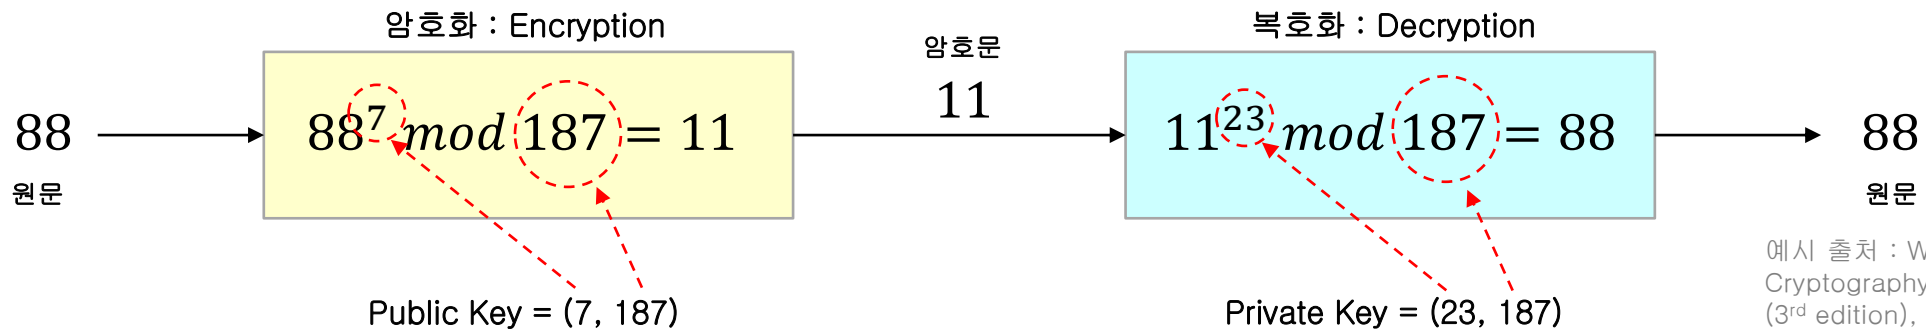 암호화 : Encryption
88
원문
88⁷ mod 187 = 11
Public Key = (7, 187)
암호문
11
복호화 : Decryption
11²³ mod 187 = 88
Private Key = (23, 187)
88
원문
예시 출처 : W
Cryptography
(3rd edition),